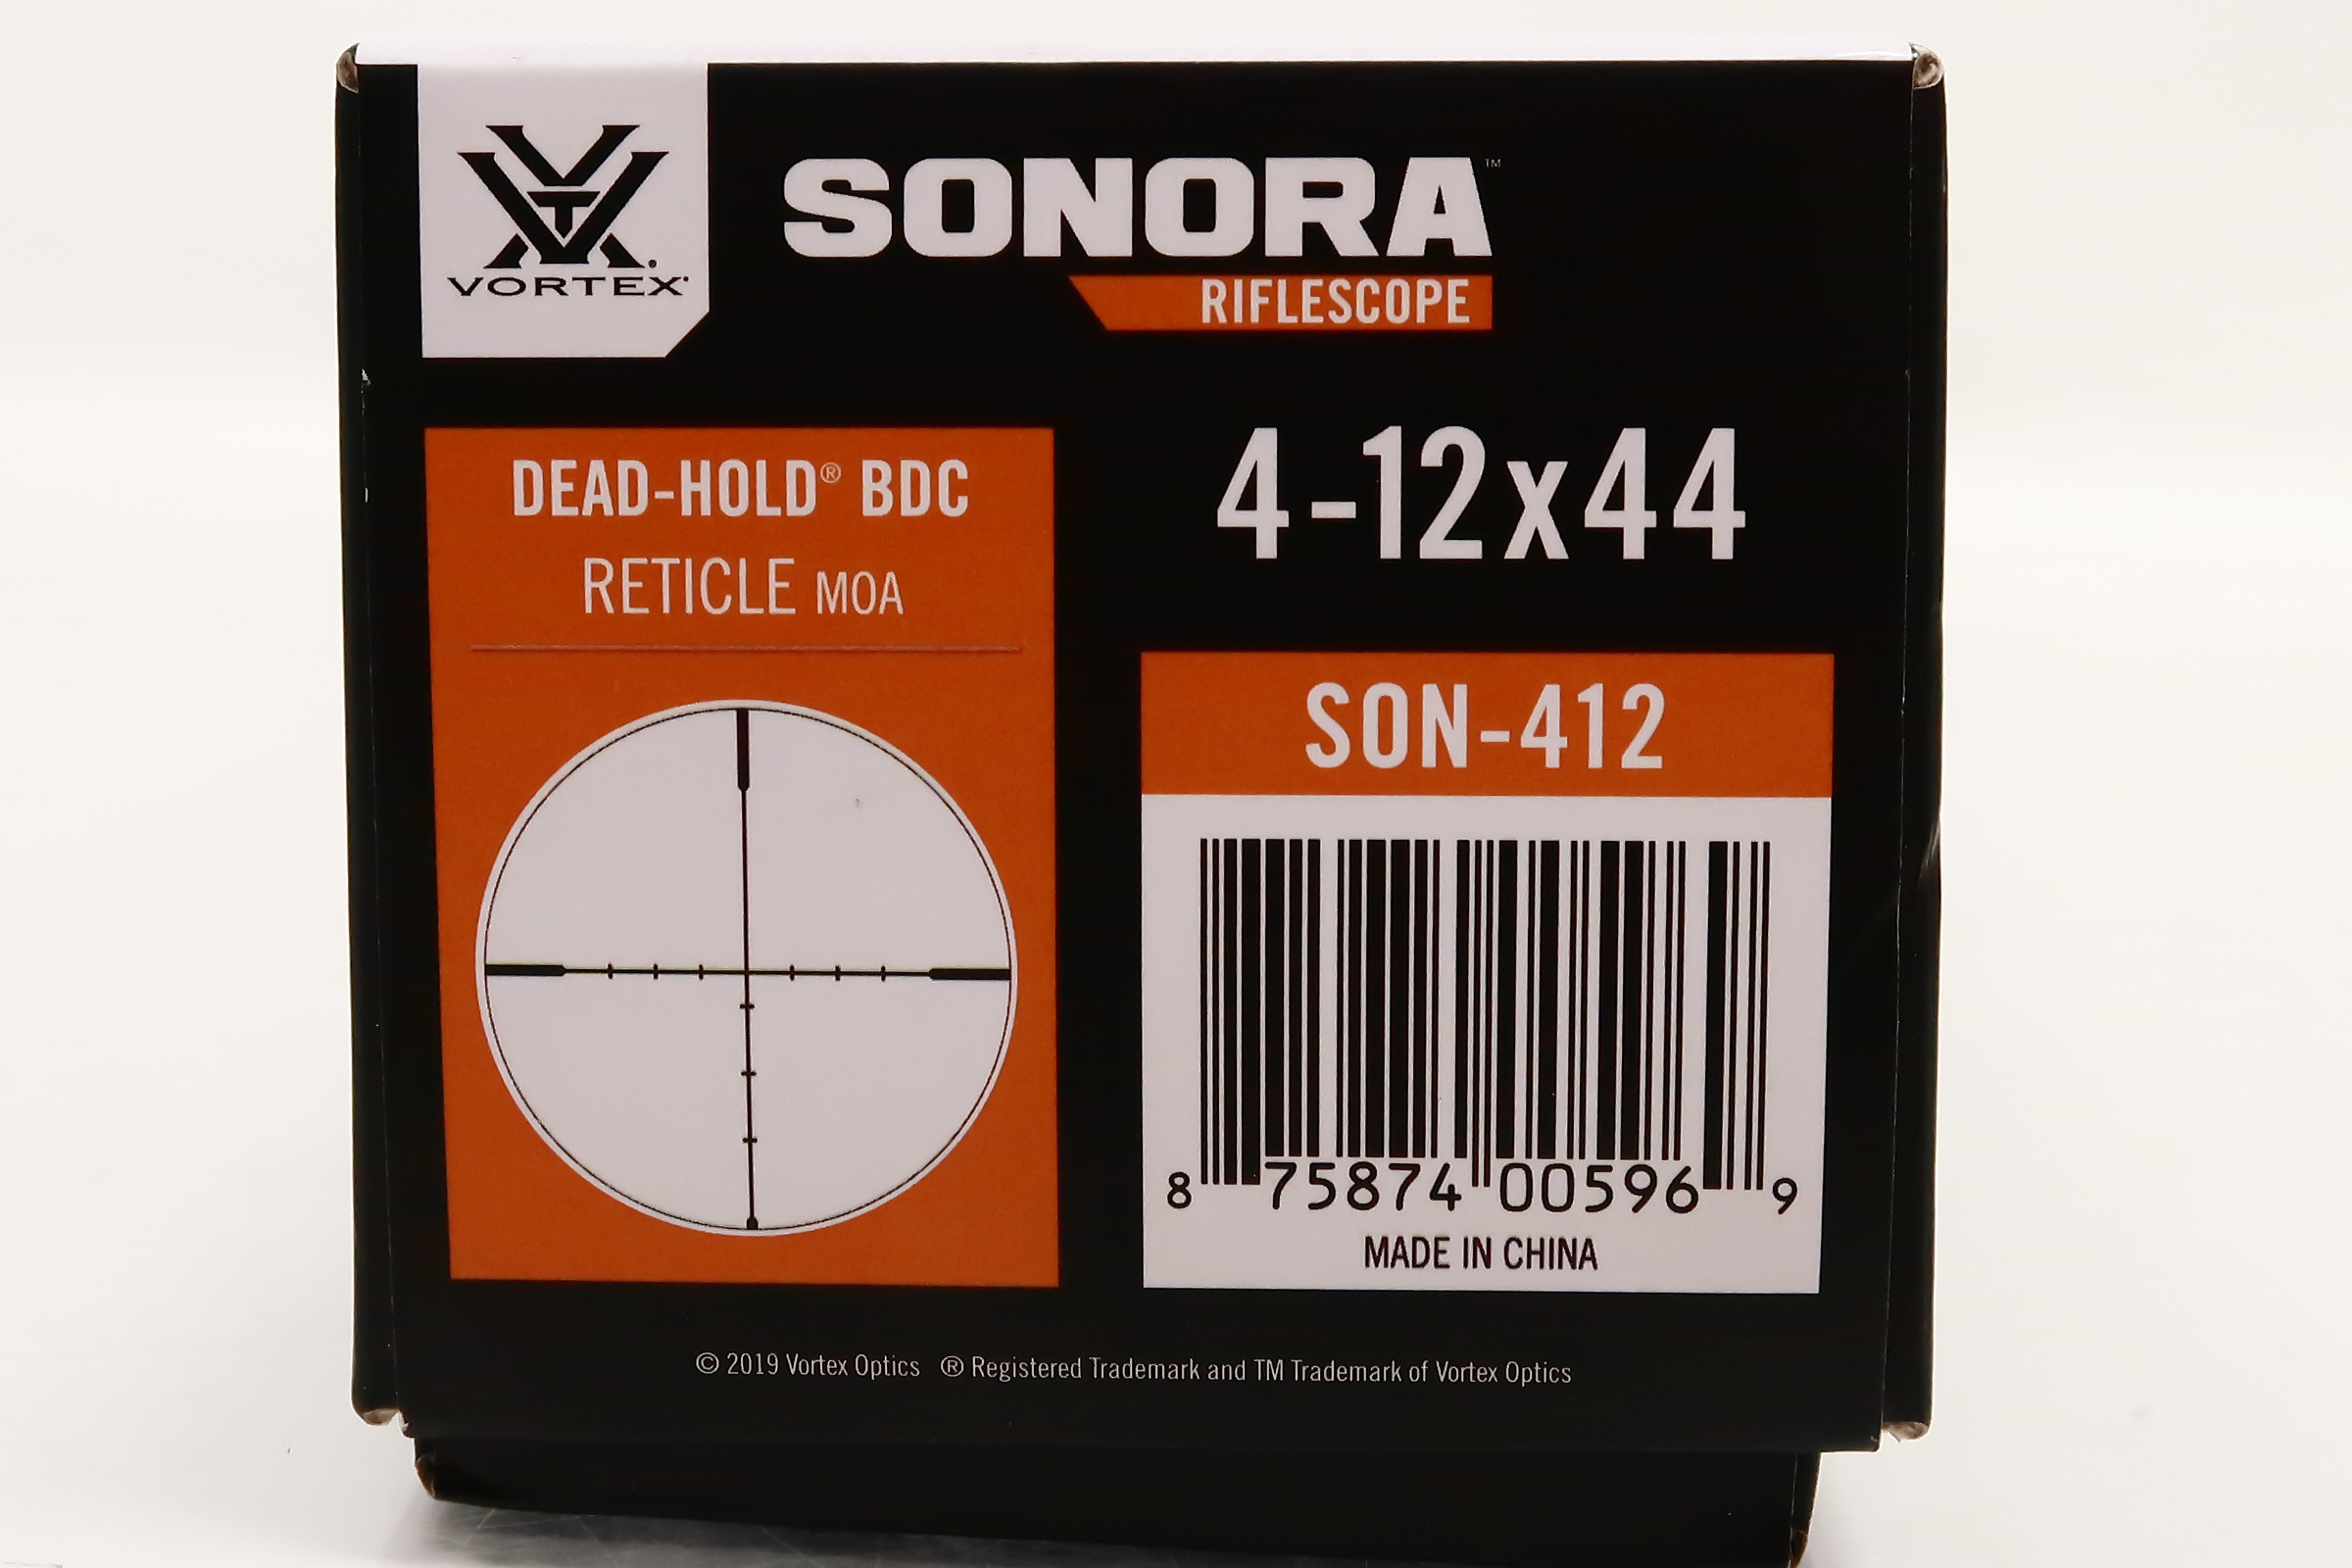 VORTEX®
SONORA™
RIFLESCOPE
DEAD-HOLD® BDC
RETICLE MOA
4-12x44
SON-412
8 75874 00596 9
MADE IN CHINA
© 2019 Vortex Optics ® Registered Trademark and TM Trademark of Vortex Optics